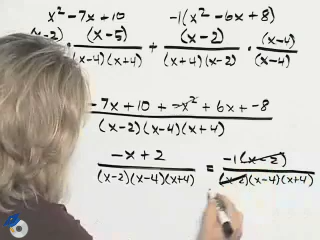 x² - 7x + 10 -1(x² - 6x + 8)
(x-2) · (x-5) + (x-2) · (x-4)
(x-4)(x+4) (x+4)(x-2) (x-4)
-7x + 10 + -x² + 6x + -8
(x-2)(x-4)(x+4)
-x + 2 = -1(x-2)
(x-2)(x-4)(x+4) (x-2)(x-4)(x+4)